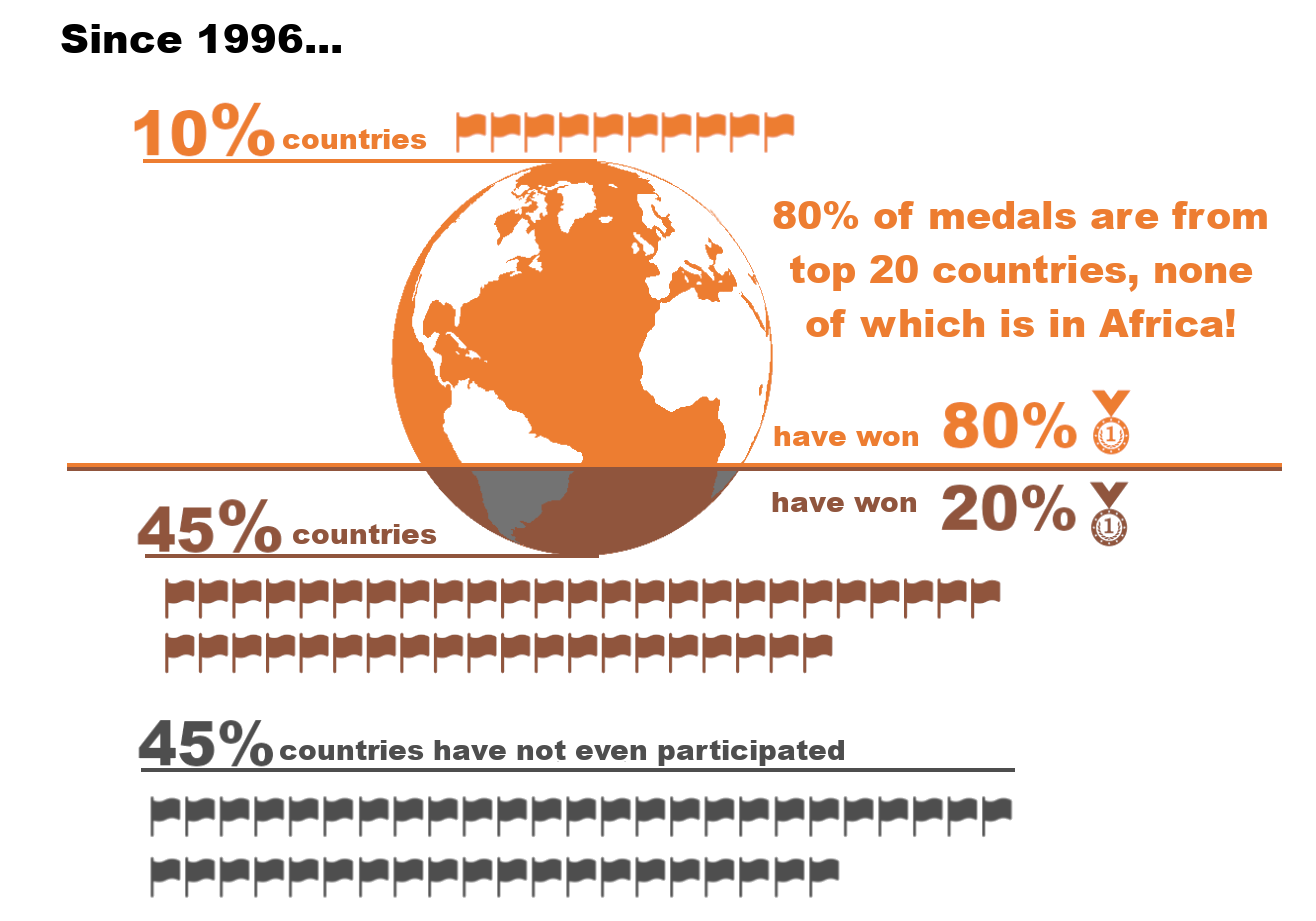 Since 1996...
10% countries
80% of medals are from
top 20 countries, none
of which is in Africa!
have won 80%
1
have won 20%
1
45% countries
45% countries have not even participated